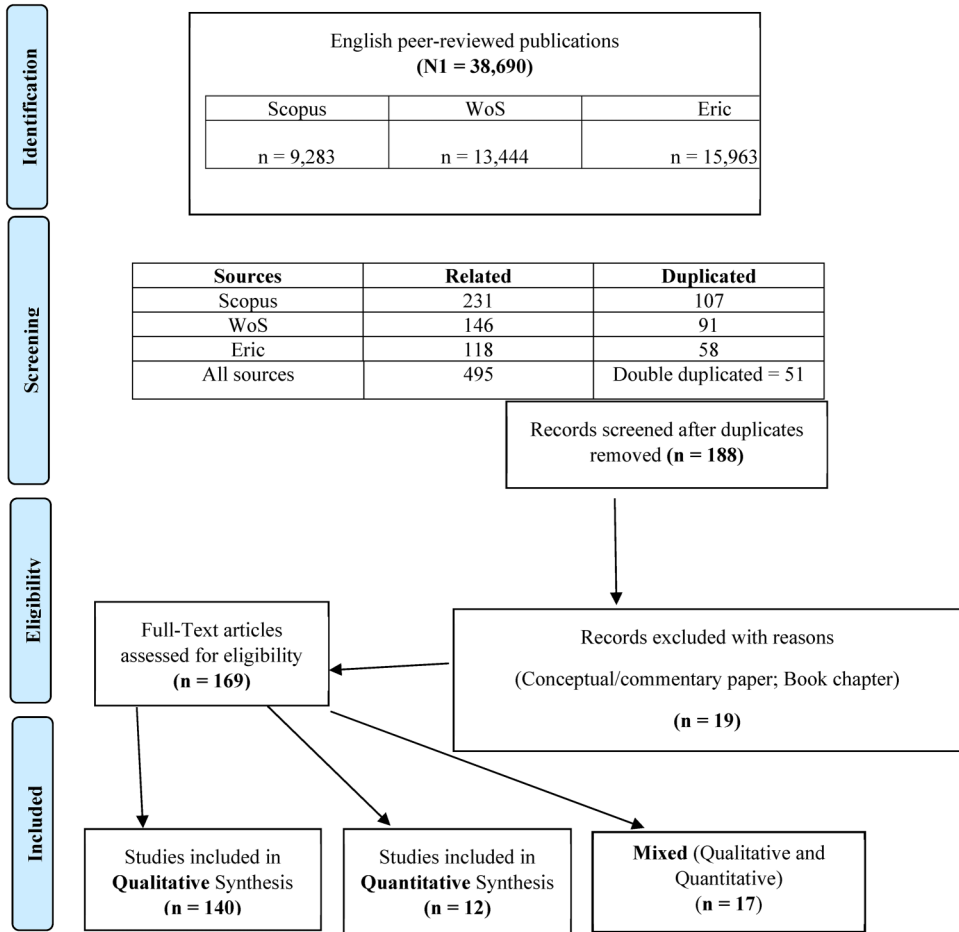 Identification
English peer-reviewed publications
(N1 = 38,690)
Scopus WoS Eric
n = 9,283 n = 13,444 n = 15,963
Screening
Sources Related Duplicated
Scopus 231 107
WoS 146 91
Eric 118 58
All sources 495 Double duplicated = 51
Records screened after duplicates
removed (n = 188)
Eligibility
Full-Text articles
assessed for eligibility
(n = 169)
Records excluded with reasons
(Conceptual/commentary paper; Book chapter)
(n = 19)
Included
Studies included in
Qualitative Synthesis
(n = 140)
Studies included in
Quantitative Synthesis
(n = 12)
Mixed (Qualitative and
Quantitative)
(n = 17)